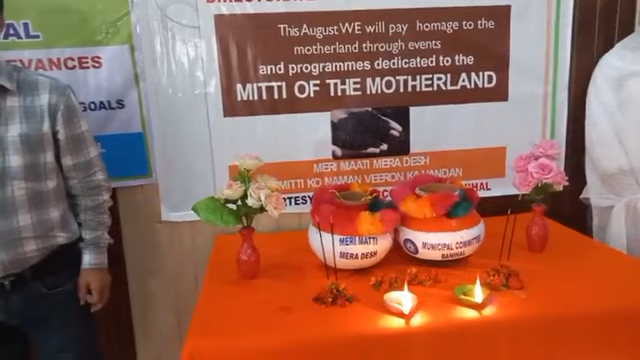 AL
EVANCES
GOALS
DIRECTOR
This August WE will pay homage to the
motherland through events
and programmes dedicated to the
MITTI OF THE MOTHERLAND
MERI MAATI MERA DESH
MITTI KO NAMAN VEERON KA VANDAN
MERI MATTI
MERA DESH
MUNICIPAL COMMITTEE
BANIHAL